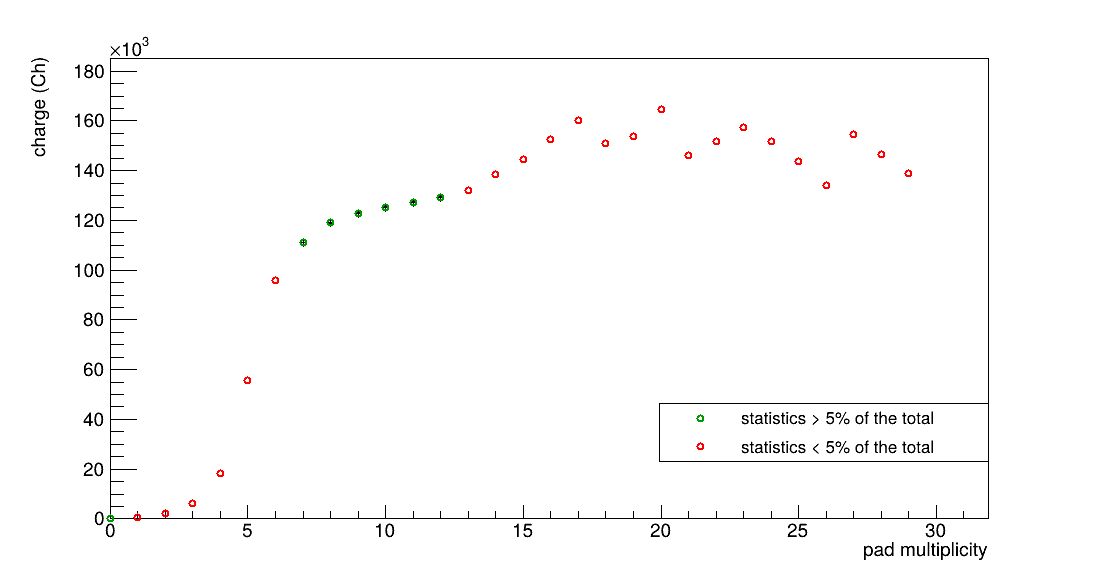 ×10³
charge (Ch)
180
160
140
120
100
80
60
40
20
0
0 5 10 15 20 25 30
pad multiplicity
statistics > 5% of the total
statistics < 5% of the total